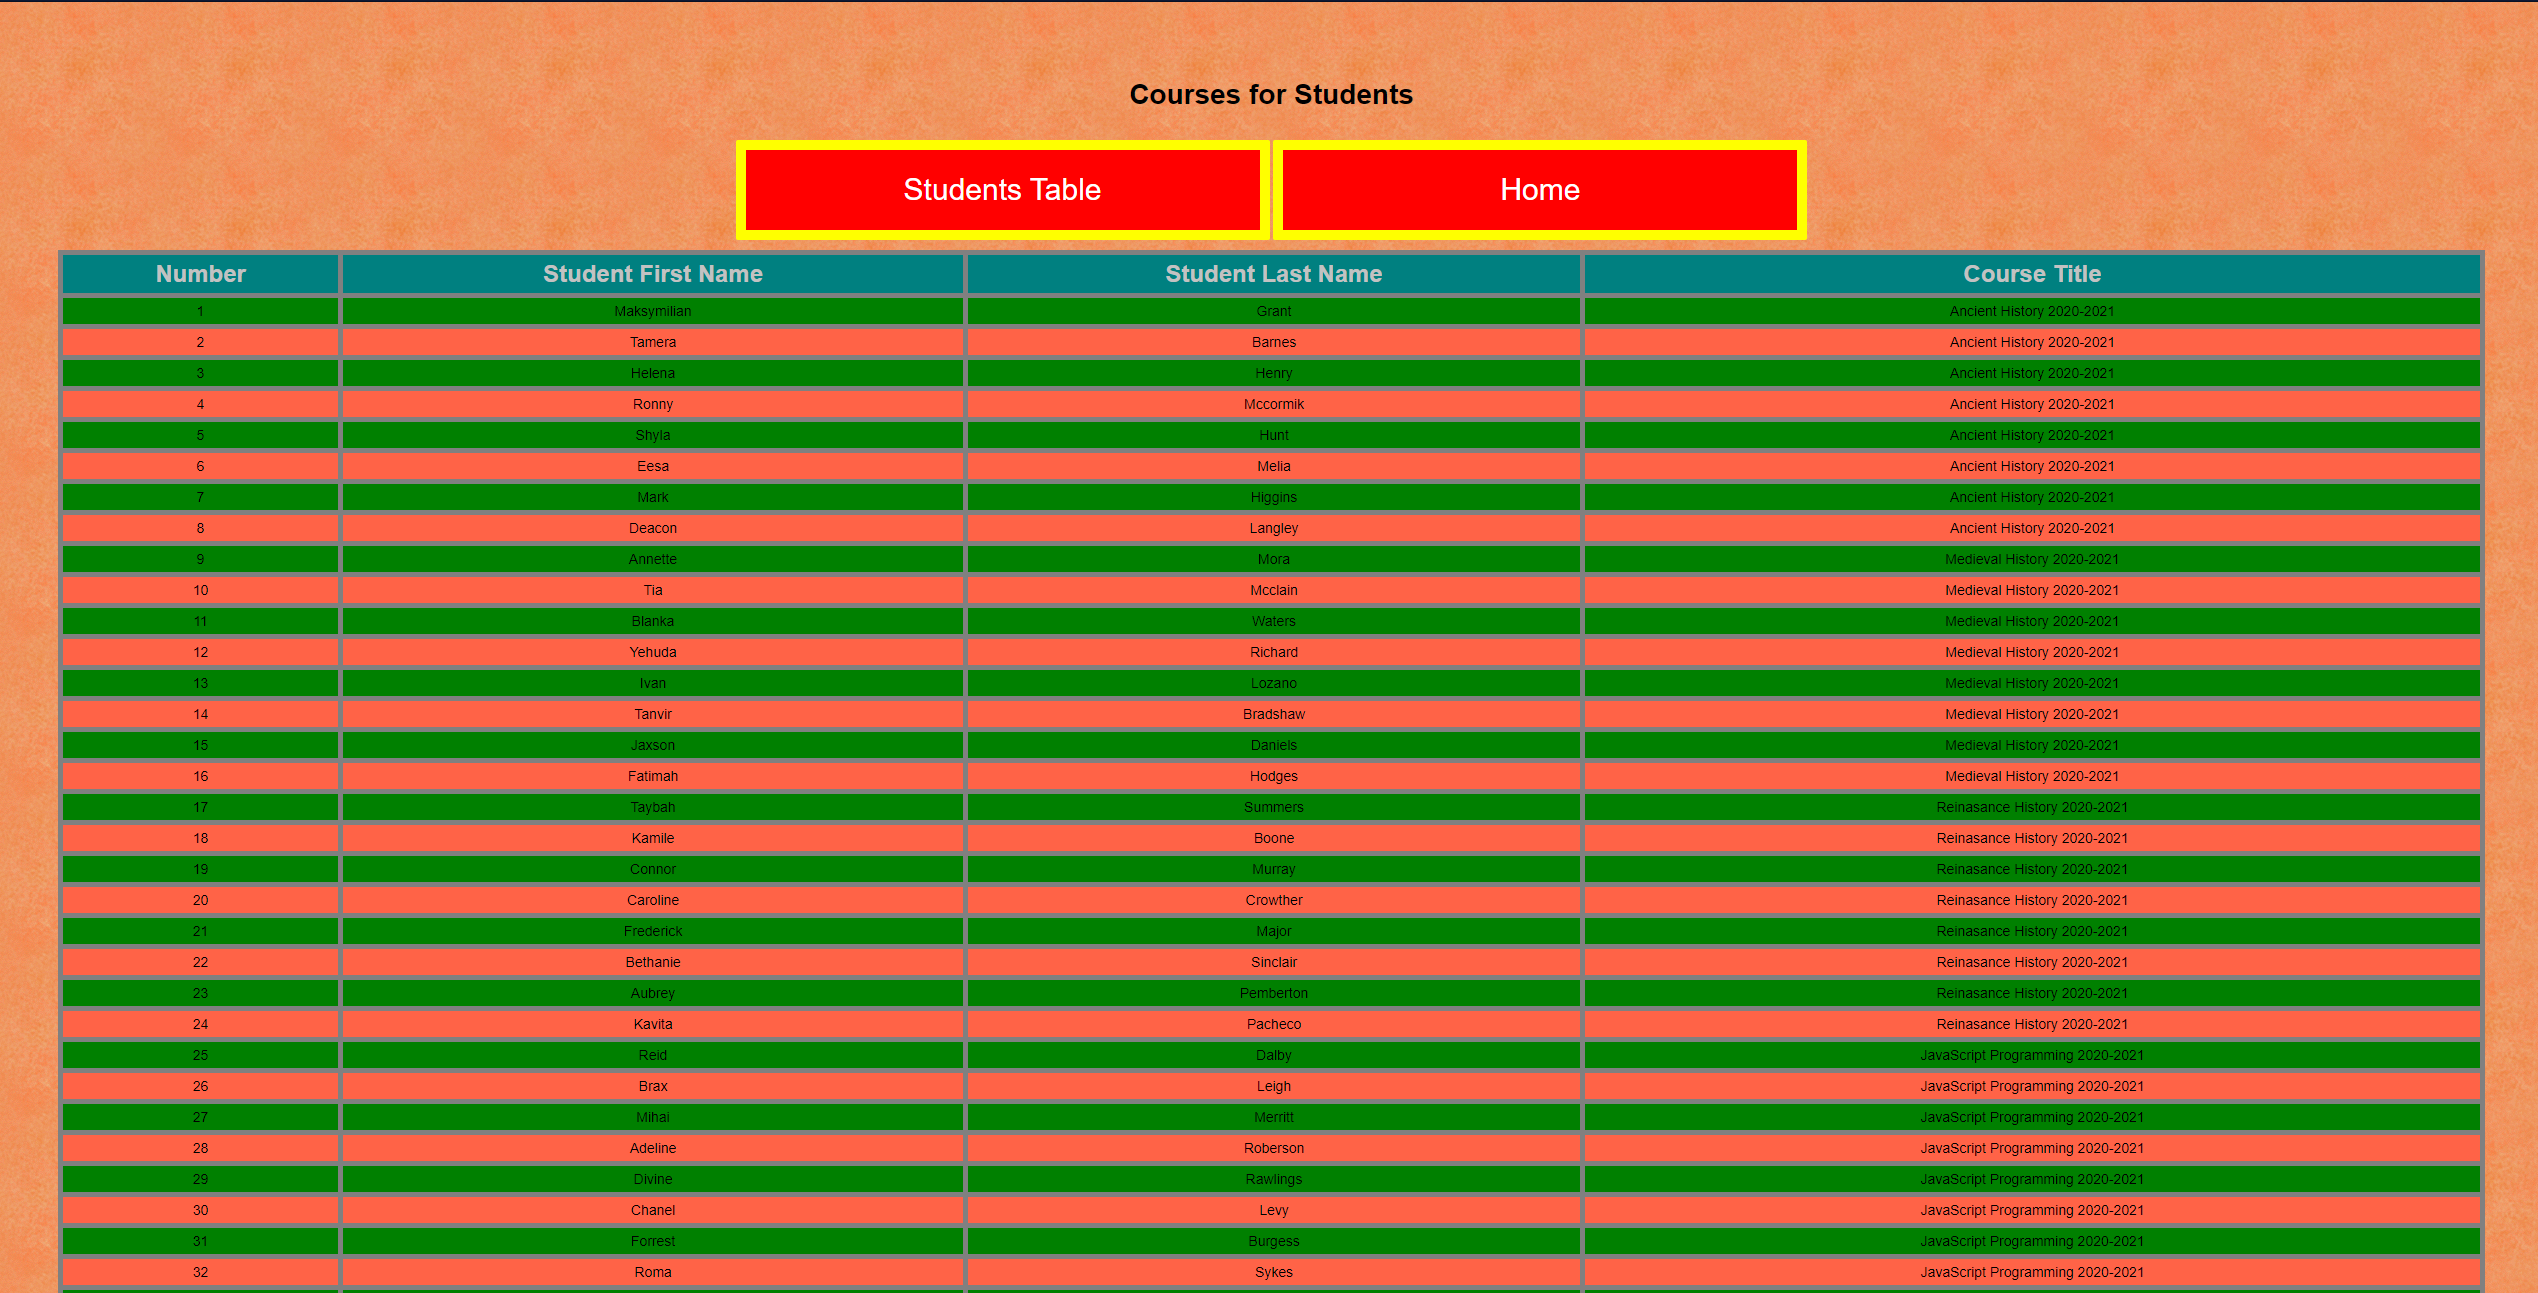 Courses for Students
Students Table Home
Number Student First Name Student Last Name Course Title
1 Maksymilian Grant Ancient History 2020-2021
2 Tamera Barnes Ancient History 2020-2021
3 Helena Henry Ancient History 2020-2021
4 Ronny Mccormik Ancient History 2020-2021
5 Shyla Hunt Ancient History 2020-2021
6 Eesa Melia Ancient History 2020-2021
7 Mark Higgins Ancient History 2020-2021
8 Deacon Langley Ancient History 2020-2021
9 Annette Mora Medieval History 2020-2021
10 Tia Mcclain Medieval History 2020-2021
11 Blanka Waters Medieval History 2020-2021
12 Yehuda Richard Medieval History 2020-2021
13 Ivan Lozano Medieval History 2020-2021
14 Tanvir Bradshaw Medieval History 2020-2021
15 Jaxson Daniels Medieval History 2020-2021
16 Fatimah Hodges Medieval History 2020-2021
17 Taybah Summers Reinasance History 2020-2021
18 Kamile Boone Reinasance History 2020-2021
19 Connor Murray Reinasance History 2020-2021
20 Caroline Crowther Reinasance History 2020-2021
21 Frederick Major Reinasance History 2020-2021
22 Bethanie Sinclair Reinasance History 2020-2021
23 Aubrey Pemberton Reinasance History 2020-2021
24 Kavita Pacheco Reinasance History 2020-2021
25 Reid Dalby JavaScript Programming 2020-2021
26 Brax Leigh JavaScript Programming 2020-2021
27 Mihai Merritt JavaScript Programming 2020-2021
28 Adeline Roberson JavaScript Programming 2020-2021
29 Divine Rawlings JavaScript Programming 2020-2021
30 Chanel Levy JavaScript Programming 2020-2021
31 Forrest Burgess JavaScript Programming 2020-2021
32 Roma Sykes JavaScript Programming 2020-2021